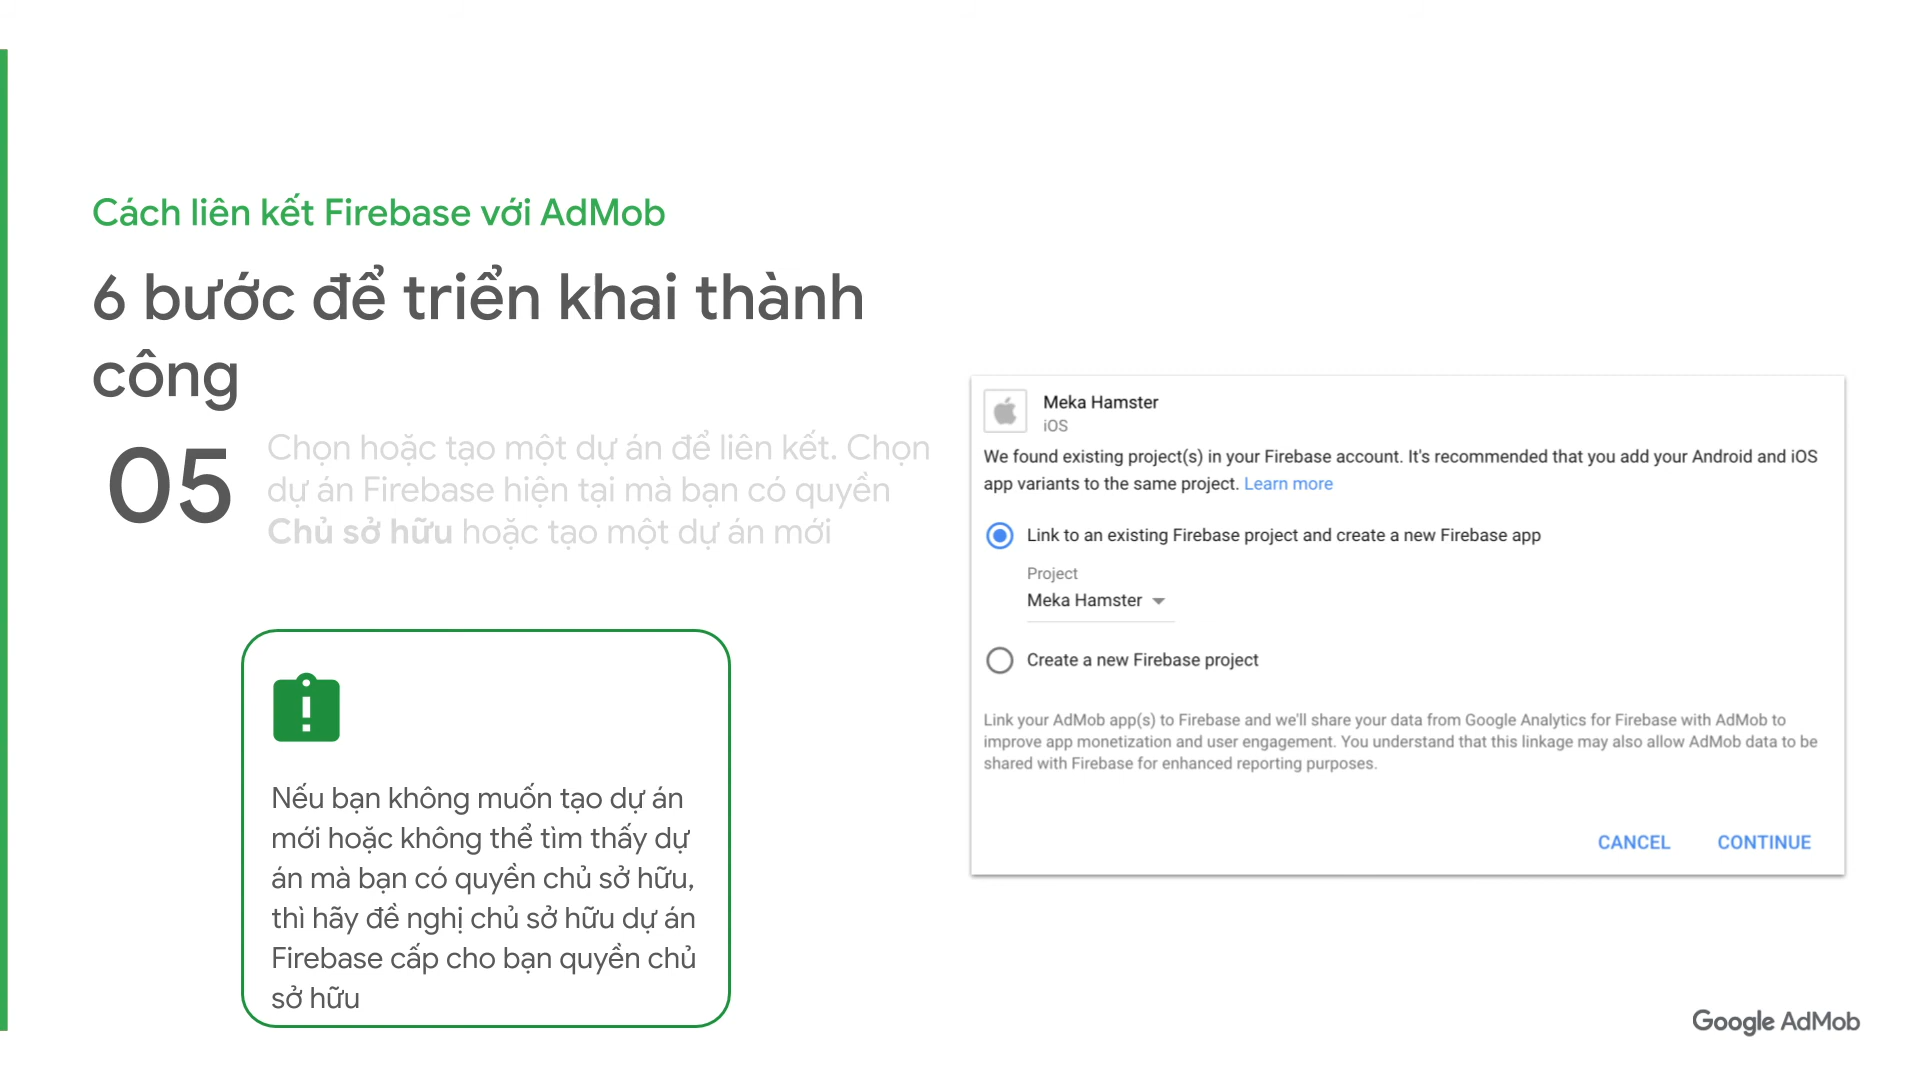 Cách liên kết Firebase với AdMob
6 bước để triển khai thành
công
05
Chọn hoặc tạo một dự án để liên kết. Chọn
dự án Firebase hiện tại mà bạn có quyền
Chủ sở hữu hoặc tạo một dự án mới
Nếu bạn không muốn tạo dự án
mới hoặc không thể tìm thấy dự
án mà bạn có quyền chủ sở hữu,
thì hãy đề nghị chủ sở hữu dự án
Firebase cấp cho bạn quyền chủ
sở hữu
Meka Hamster
iOS
We found existing project(s) in your Firebase account. It's recommended that you add your Android and iOS
app variants to the same project. Learn more
Link to an existing Firebase project and create a new Firebase app
Project
Meka Hamster
Create a new Firebase project
Link your AdMob app(s) to Firebase and we'll share your data from Google Analytics for Firebase with AdMob to
improve app monetization and user engagement. You understand that this linkage may also allow AdMob data to be
shared with Firebase for enhanced reporting purposes.
CANCEL CONTINUE
Google AdMob